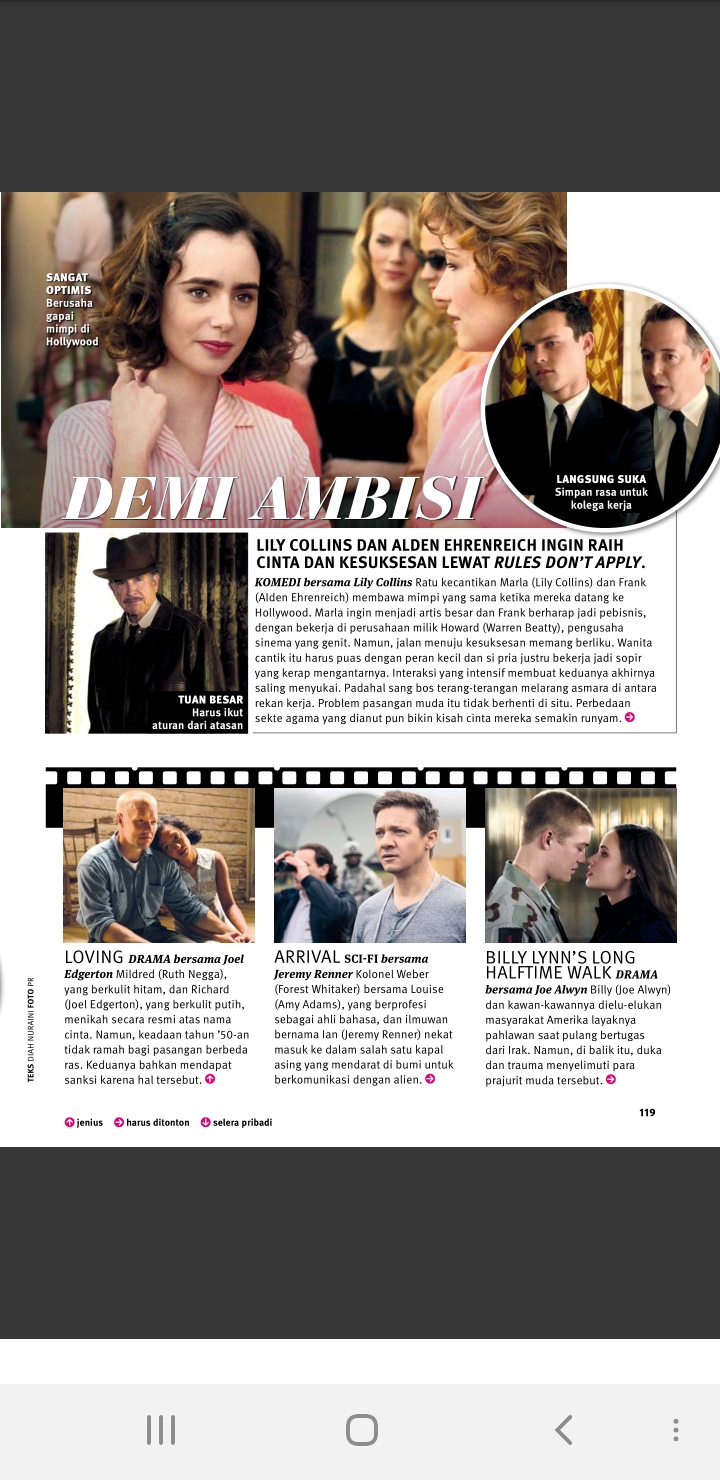 SANGAT
OPTIMIS
Berusaha
gapai
mimpi di
Hollywood
LANGSUNG SUKA
Simpan rasa untuk
kolega kerja
DEMI AMBISI
TUAN BESAR
Harus ikut
aturan dari atasan
LILY COLLINS DAN ALDEN EHRENREICH INGIN RAIH
CINTA DAN KESUKSESAN LEWAT RULES DON'T APPLY.
KOMEDI bersama Lily Collins Ratu kecantikan Marla (Lily Collins) dan Frank
(Alden Ehrenreich) membawa mimpi yang sama ketika mereka datang ke
Hollywood. Marla ingin menjadi artis besar dan Frank berharap jadi pebisnis,
dengan bekerja di perusahaan milik Howard (Warren Beatty), pengusaha
sinema yang genit. Namun, jalan menuju kesuksesan memang berliku. Wanita
cantik itu harus puas dengan peran kecil dan si pria justru bekerja jadi sopir
yang kerap mengantarnya. Interaksi yang intensif membuat keduanya akhirnya
saling menyukai. Padahal sang bos terang-terangan melarang asmara di antara
rekan kerja. Problem pasangan muda itu tidak berhenti di situ. Perbedaan
sekte agama yang dianut pun bikin kisah cinta mereka semakin runyam.
LOVING DRAMA bersama Joel
Edgerton Mildred (Ruth Negga),
yang berkulit hitam, dan Richard
(Joel Edgerton), yang berkulit putih,
menikah secara resmi atas nama
cinta. Namun, keadaan tahun '50-an
tidak ramah bagi pasangan berbeda
ras. Keduanya bahkan mendapat
sanksi karena hal tersebut.
ARRIVAL SCI-FI bersama
Jeremy Renner Kolonel Weber
(Forest Whitaker) bersama Louise
(Amy Adams), yang berprofesi
sebagai ahli bahasa, dan ilmuwan
bernama Ian (Jeremy Renner) nekat
masuk ke dalam salah satu kapal
asing yang mendarat di bumi untuk
berkomunikasi dengan alien.
BILLY LYNN'S LONG
HALFTIME WALK DRAMA
bersama Joe Alwyn Billy (Joe Alwyn)
dan kawan-kawannya dielu-elukan
masyarakat Amerika layaknya
pahlawan saat pulang bertugas
dari Irak. Namun, di balik itu, duka
dan trauma menyelimuti para
prajurit muda tersebut.
TEKS DIAH NURAINI FOTO PR
jenius harus ditonton selera pribadi
119